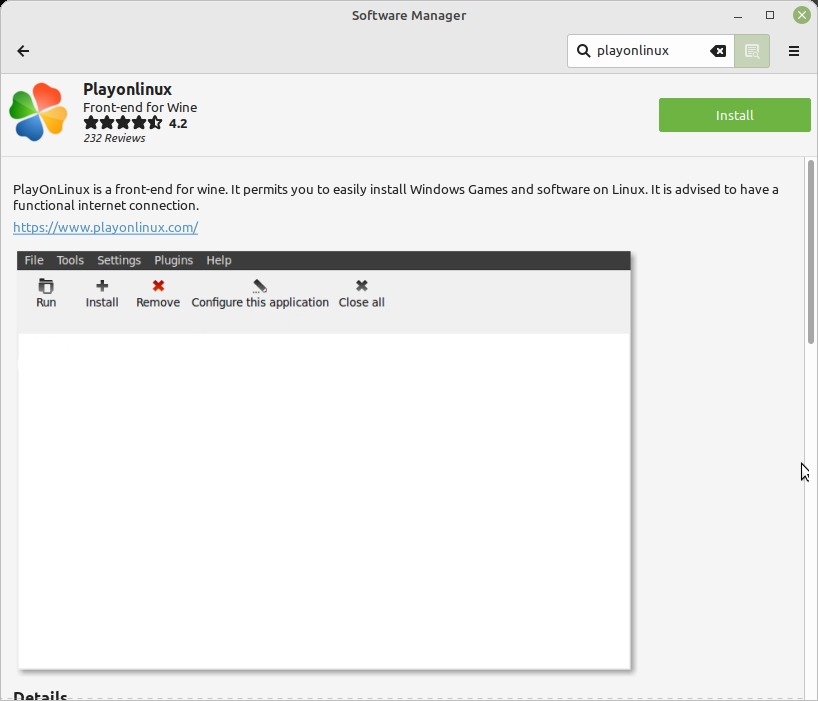 Software Manager
playonlinux
Playonlinux
Front-end for Wine
4.2
232 Reviews
Install
PlayOnLinux is a front-end for wine. It permits you to easily install Windows Games and software on Linux. It is advised to have a
functional internet connection.
https://www.playonlinux.com/
File Tools Settings Plugins Help
Run Install Remove Configure this application Close all
Details